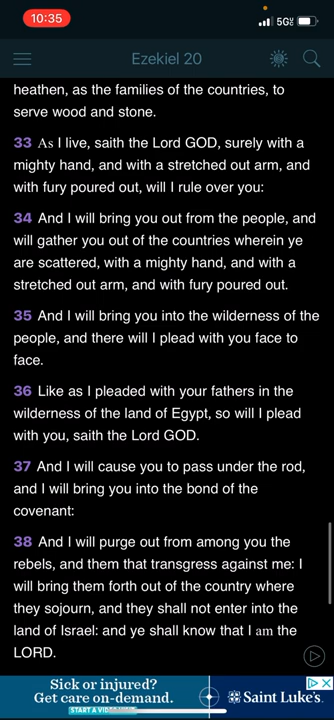 10:35
5G
Ezekiel 20
heathen, as the families of the countries, to
serve wood and stone.
33 As I live, saith the Lord GOD, surely with a
mighty hand, and with a stretched out arm, and
with fury poured out, will I rule over you:
34 And I will bring you out from the people, and
will gather you out of the countries wherein ye
are scattered, with a mighty hand, and with a
stretched out arm, and with fury poured out.
35 And I will bring you into the wilderness of the
people, and there will I plead with you face to
face.
36 Like as I pleaded with your fathers in the
wilderness of the land of Egypt, so will I plead
with you, saith the Lord GOD.
37 And I will cause you to pass under the rod,
and I will bring you into the bond of the
covenant:
38 And I will purge out from among you the
rebels, and them that transgress against me: I
will bring them forth out of the country where
they sojourn, and they shall not enter into the
land of Israel: and ye shall know that I am the
LORD.
Sick or injured?
Get care on-demand.
Saint Luke's